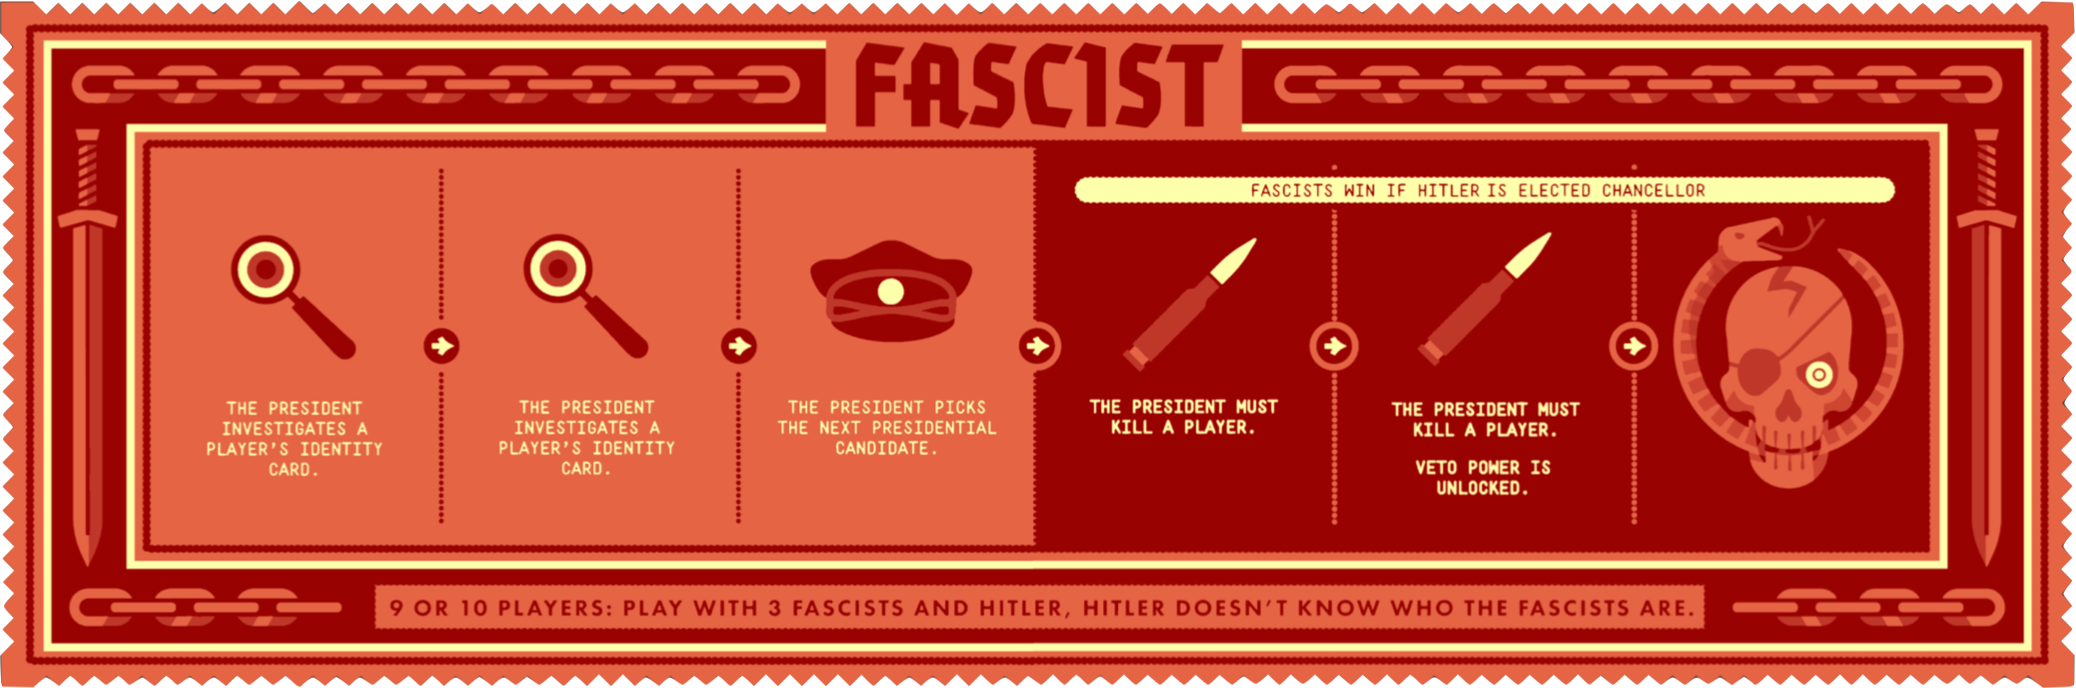 FASCIST
FASCISTS WIN IF HITLER IS ELECTED CHANCELLOR
THE PRESIDENT
INVESTIGATES A
PLAYER'S IDENTITY
CARD.
THE PRESIDENT
INVESTIGATES A
PLAYER'S IDENTITY
CARD.
THE PRESIDENT PICKS
THE NEXT PRESIDENTIAL
CANDIDATE.
THE PRESIDENT MUST
KILL A PLAYER.
THE PRESIDENT MUST
KILL A PLAYER.
VETO POWER IS
UNLOCKED.
9 OR 10 PLAYERS: PLAY WITH 3 FASCISTS AND HITLER, HITLER DOESN'T KNOW WHO THE FASCISTS ARE.